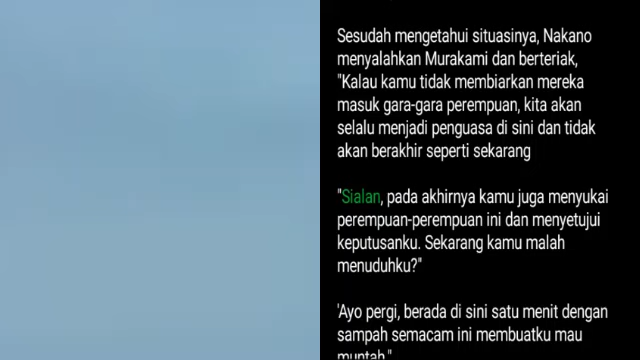 Sesudah mengetahui situasinya, Nakano
menyalahkan Murakami dan berteriak,
"Kalau kamu tidak membiarkan mereka
masuk gara-gara perempuan, kita akan
selalu menjadi penguasa di sini dan tidak
akan berakhir seperti sekarang
"Sialan, pada akhirnya kamu juga menyukai
perempuan-perempuan ini dan menyetujui
keputusanku. Sekarang kamu malah
menuduhku?"
'Ayo pergi, berada di sini satu menit dengan
sampah semacam ini membuatku mau
muntah."